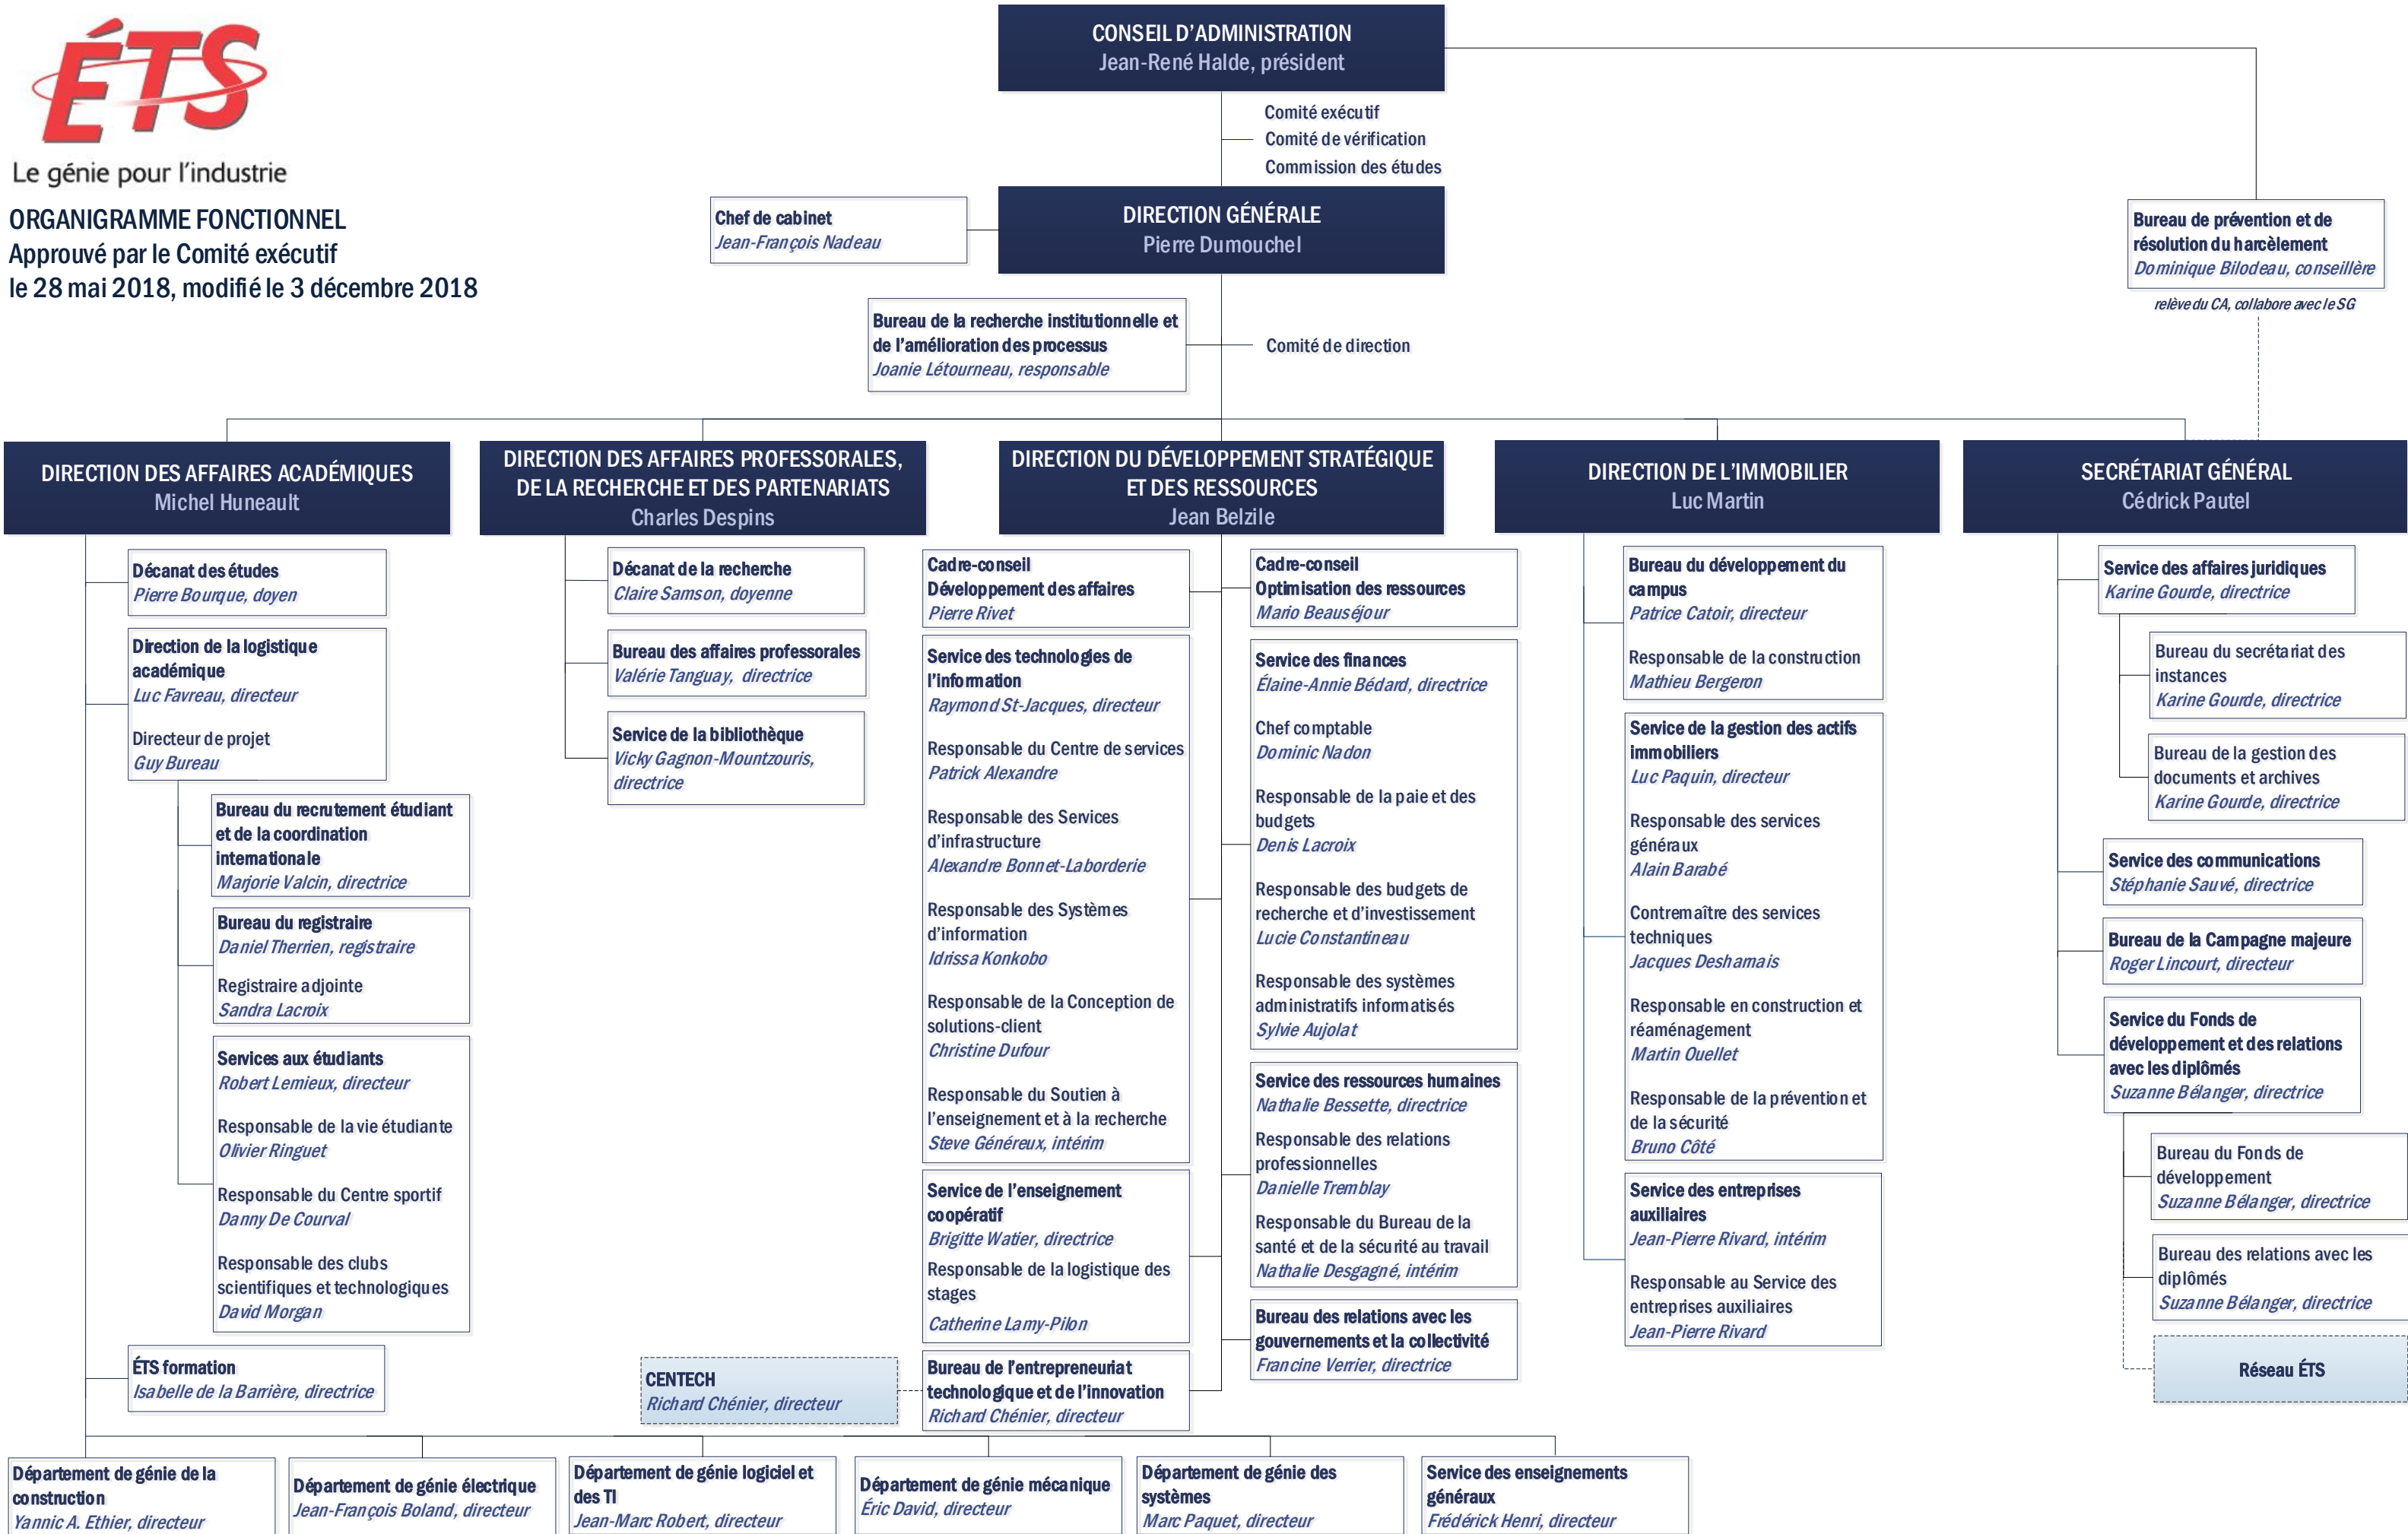 ÉTS
Le génie pour l'industrie
ORGANIGRAMME FONCTIONNEL
Approuvé par le Comité exécutif
le 28 mai 2018, modifié le 3 décembre 2018
CONSEIL D'ADMINISTRATION
Jean-René Halde, président
Comité exécutif
Comité de vérification
Commission des études
Chef de cabinet
Jean-François Nadeau
DIRECTION GÉNÉRALE
Pierre Dumouchel
Bureau de prévention et de
résolution du harcèlement
Dominique Bilodeau, conseillère
relève du CA, collabore avec le SG
Bureau de la recherche institutionnelle et
de l'amélioration des processus
Joanie Létourneau, responsable
Comité de direction
DIRECTION DES AFFAIRES ACADÉMIQUES
Michel Huneault
DIRECTION DES AFFAIRES PROFESSORALES,
DE LA RECHERCHE ET DES PARTENARIATS
Charles Despins
DIRECTION DU DÉVELOPPEMENT STRATÉGIQUE
ET DES RESSOURCES
Jean Belzile
DIRECTION DE L'IMMOBILIER
Luc Martin
SECRÉTARIAT GÉNÉRAL
Cédrick Pautel
Décanat des études
Pierre Bourque, doyen
Direction de la logistique
académique
Luc Favreau, directeur
Directeur de projet
Guy Bureau
Bureau du recrutement étudiant
et de la coordination
internationale
Marjorie Valcin, directrice
Bureau du registraire
Daniel Therrien, registraire
Registraire adjointe
Sandra Lacroix
Services aux étudiants
Robert Lemieux, directeur
Responsable de la vie étudiante
Olivier Ringuet
Responsable du Centre sportif
Danny De Courval
Responsable des clubs
scientifiques et technologiques
David Morgan
ÉTS formation
Isabelle de la Barrière, directrice
Décanat de la recherche
Claire Samson, doyenne
Bureau des affaires professorales
Valérie Tanguay, directrice
Service de la bibliothèque
Vicky Gagnon-Mountzouris,
directrice
Cadre-conseil
Développement des affaires
Pierre Rivet
Service des technologies de
l'information
Raymond St-Jacques, directeur
Responsable du Centre de services
Patrick Alexandre
Responsable des Services
d'infrastructure
Alexandre Bonnet-Laborderie
Responsable des Systèmes
d'information
Idrissa Konkobo
Responsable de la Conception de
solutions-client
Christine Dufour
Responsable du Soutien à
l'enseignement et à la recherche
Steve Généreux, intérim
Service de l'enseignement
coopératif
Brigitte Watier, directrice
Responsable de la logistique des
stages
Catherine Lamy-Pilon
CENTECH
Richard Chénier, directeur
Bureau de l'entrepreneuriat
technologique et de l'innovation
Richard Chénier, directeur
Cadre-conseil
Optimisation des ressources
Mario Beauséjour
Service des finances
Élaine-Annie Bédard, directrice
Chef comptable
Dominic Nadon
Responsable de la paie et des
budgets
Denis Lacroix
Responsable des budgets de
recherche et d'investissement
Lucie Constantineau
Responsable des systèmes
administratifs informatisés
Sylvie Aujolat
Service des ressources humaines
Nathalie Bessette, directrice
Responsable des relations
professionnelles
Danielle Tremblay
Responsable du Bureau de la
santé et de la sécurité au travail
Nathalie Desgagné, intérim
Bureau des relations avec les
gouvernements et la collectivité
Francine Verrier, directrice
Bureau du développement du
campus
Patrice Catoir, directeur
Responsable de la construction
Mathieu Bergeron
Service de la gestion des actifs
immobiliers
Luc Paquin, directeur
Responsable des services
généraux
Alain Barabé
Contremaître des services
techniques
Jacques Desharnais
Responsable en construction et
réaménagement
Martin Ouellet
Responsable de la prévention et
de la sécurité
Bruno Côté
Service des entreprises
auxiliaires
Jean-Pierre Rivard, intérim
Responsable au Service des
entreprises auxiliaires
Jean-Pierre Rivard
Service des affaires juridiques
Karine Gourde, directrice
Bureau du secrétariat des
instances
Karine Gourde, directrice
Bureau de la gestion des
documents et archives
Karine Gourde, directrice
Service des communications
Stéphanie Sauvé, directrice
Bureau de la Campagne majeure
Roger Lincourt, directeur
Service du Fonds de
développement et des relations
avec les diplômés
Suzanne Bélanger, directrice
Bureau du Fonds de
développement
Suzanne Bélanger, directrice
Bureau des relations avec les
diplômés
Suzanne Bélanger, directrice
Réseau ÉTS
Département de génie de la
construction
Yannic A. Ethier, directeur
Département de génie électrique
Jean-François Boland, directeur
Département de génie logiciel et
des TI
Jean-Marc Robert, directeur
Département de génie mécanique
Éric David, directeur
Département de génie des
systèmes
Marc Paquet, directeur
Service des enseignements
généraux
Frédérick Henri, directeur